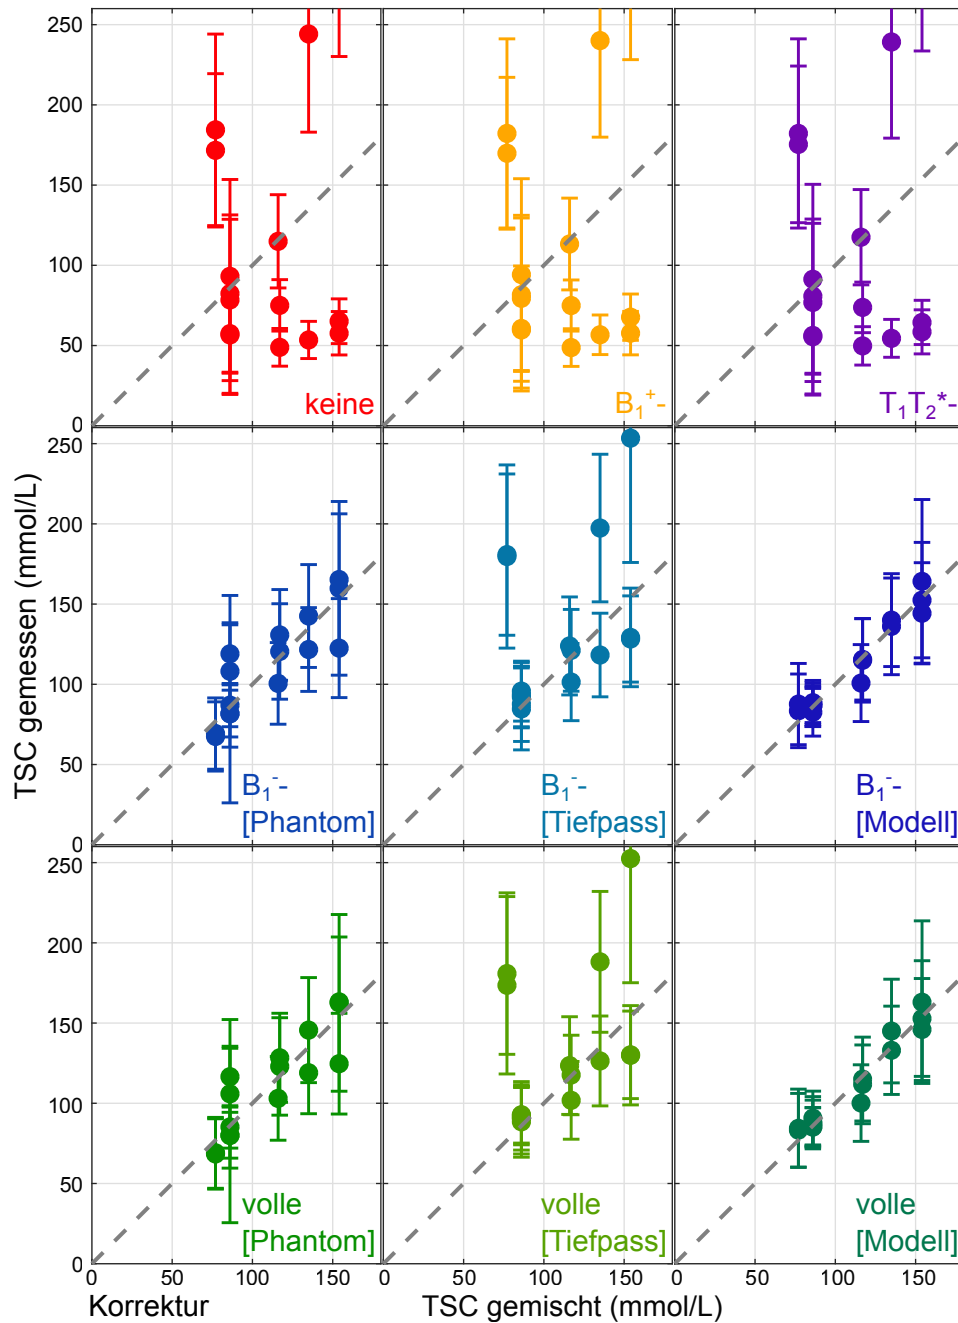 250
200
150
100
50
0
keine
B₁⁺-
T₁T₂*-
TSC gemessen (mmol/L)
250
200
150
100
50
0
B₁⁻-
[Phantom]
B₁⁻-
[Tiefpass]
B₁⁻-
[Modell]
250
200
150
100
50
0
volle
[Phantom]
volle
[Tiefpass]
volle
[Modell]
0 50 100 150 0 50 100 150 0 50 100 150
Korrektur
TSC gemischt (mmol/L)